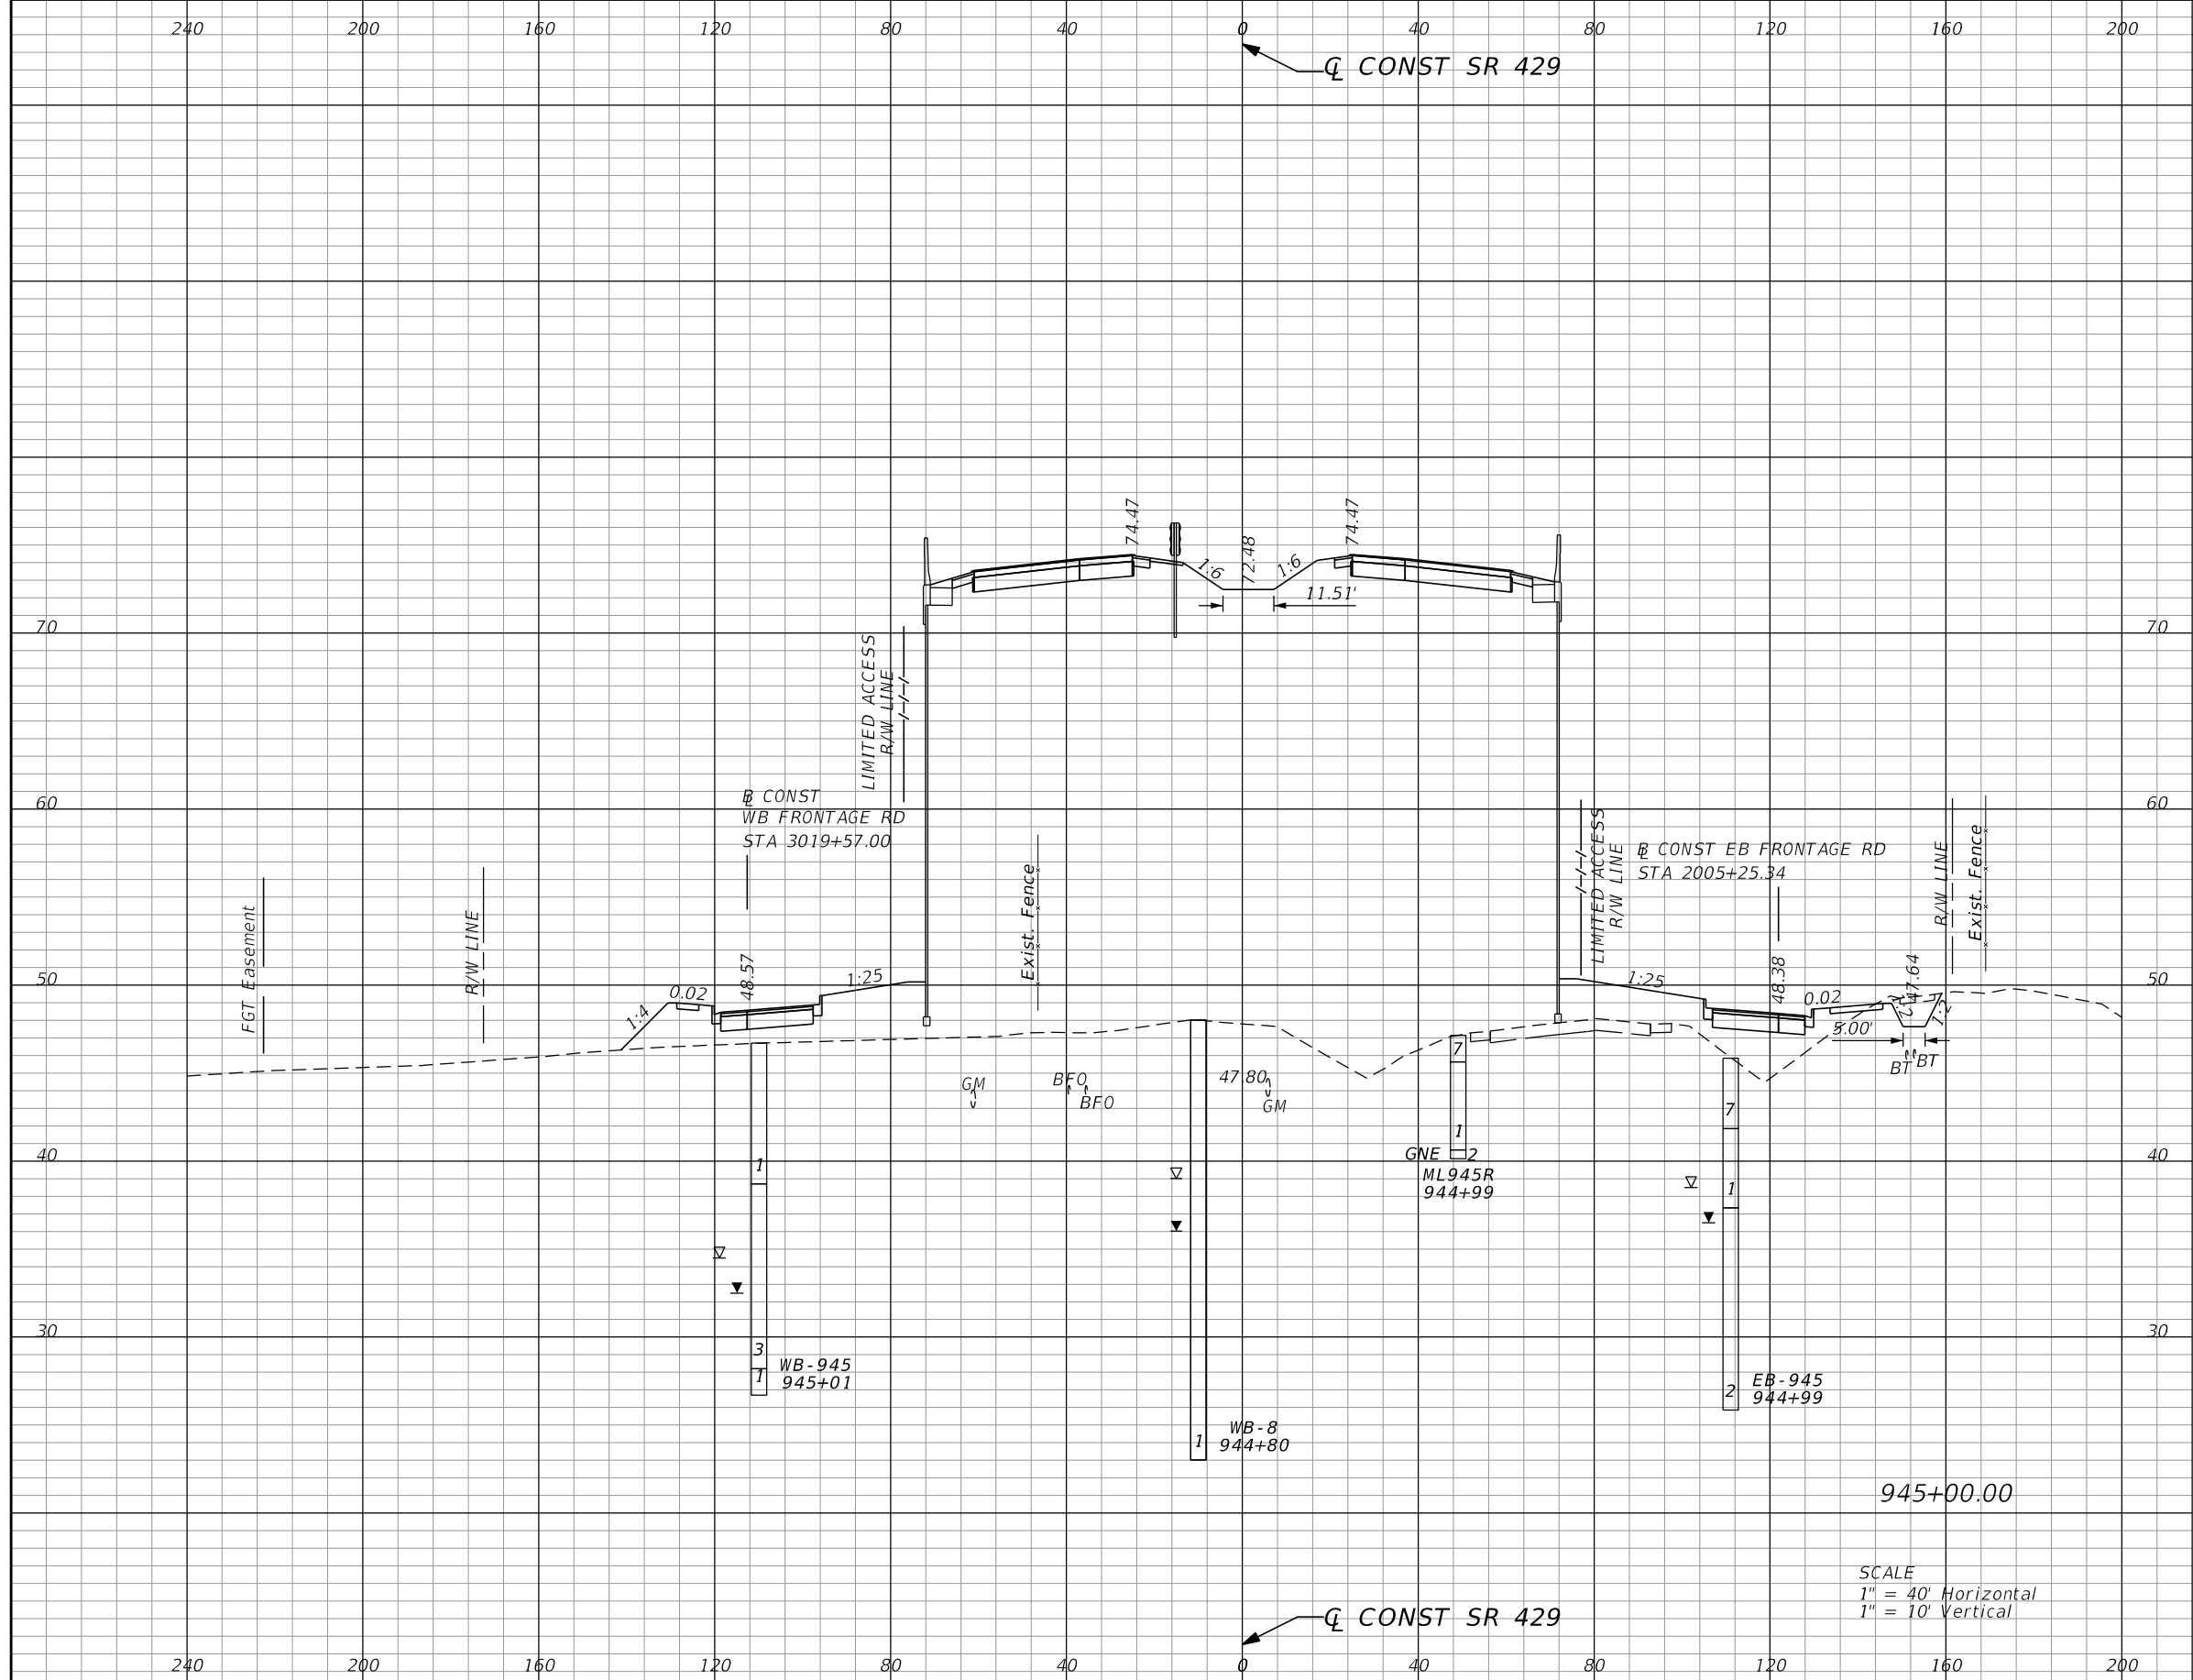 240 200 160 120 80 40 0 40 80 120 160 200
℄ CONST SR 429
74.47
72.48
74.47
1:6
1:6
11.51'
70
70
LIMITED ACCESS
R/W LINE
60
60
B̵L CONST
WB FRONTAGE RD
STA 3019+57.00
LIMITED ACCESS
R/W LINE
B̵L CONST EB FRONTAGE RD
STA 2005+25.34
R/W LINE
Exist. Fence
FGT Easement
R/W LINE
48.57
Exist. Fence
48.38
47.64
50
50
1:4
0.02
1:25
1:25
0.02
1:2
1:2
5.00'
BT
BT
GM
BFO
BFO
47.80
GM
7
1
GNE
2
ML945R
944+99
7
1
2
EB-945
944+99
40
40
1
3
1
WB-945
945+01
30
30
1
WB-8
944+80
945+00.00
SCALE
1" = 40' Horizontal
1" = 10' Vertical
℄ CONST SR 429
240 200 160 120 80 40 0 40 80 120 160 200